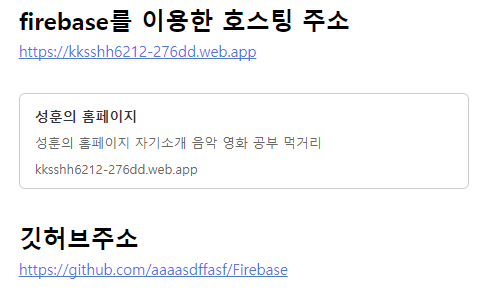 firebase를 이용한 호스팅 주소
https://kksshh6212-276dd.web.app
성훈의 홈페이지
성훈의 홈페이지 자기소개 음악 영화 공부 먹거리
kksshh6212-276dd.web.app
깃허브주소
https://github.com/aaaasdffasf/Firebase